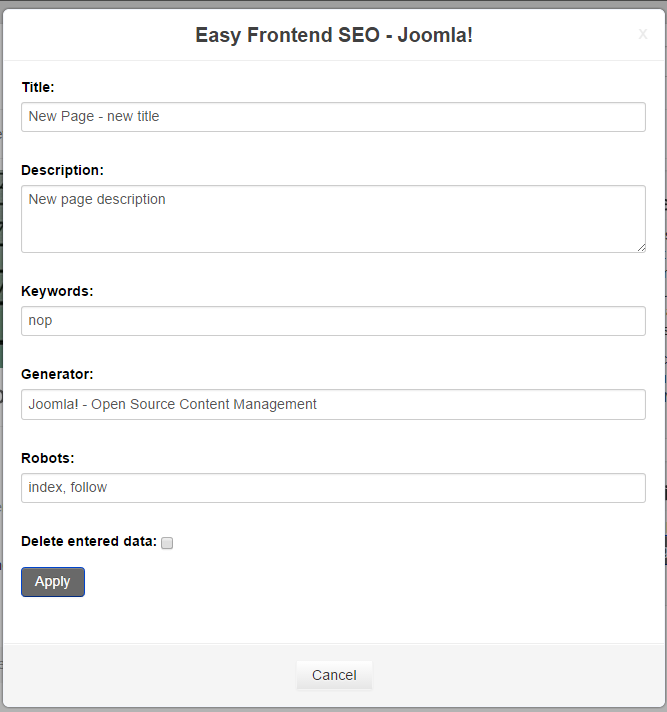 Easy Frontend SEO - Joomla!
x
Title:
New Page - new title
Description:
New page description
Keywords:
nop
Generator:
Joomla! - Open Source Content Management
Robots:
index, follow
Delete entered data:
Apply
Cancel